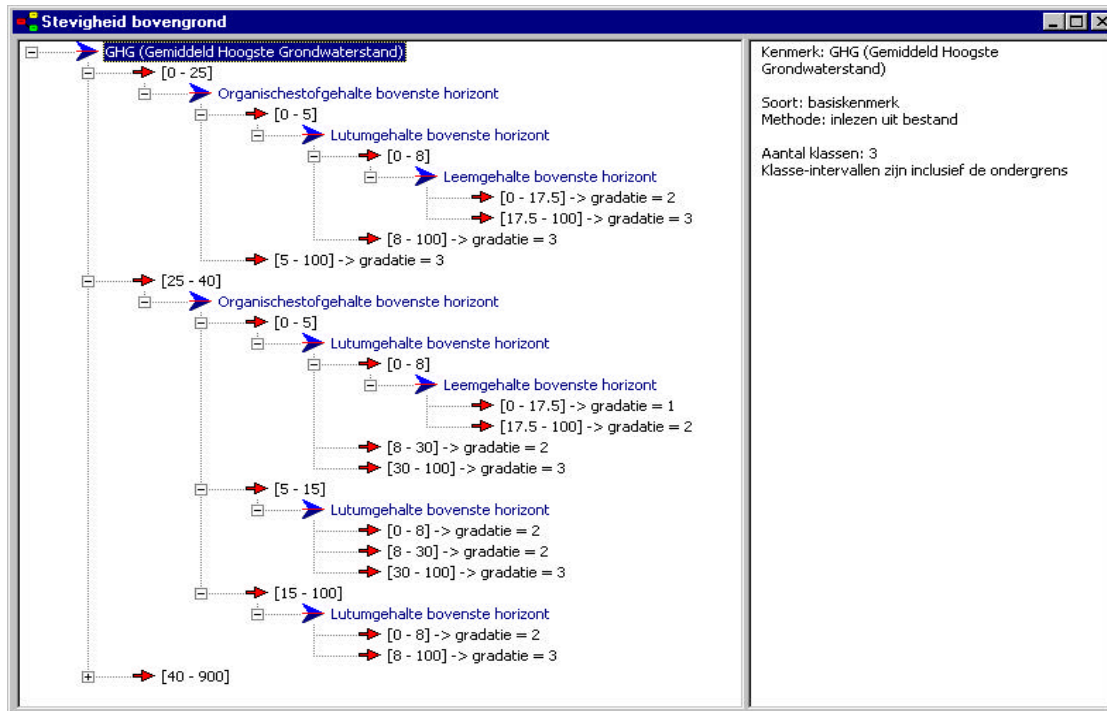 Stevigheid bovengrond
GHG (Gemiddeld Hoogste Grondwaterstand)
[0 - 25]
Organischestofgehalte bovenste horizont
[0 - 5]
Lutumgehalte bovenste horizont
[0 - 8]
Leemgehalte bovenste horizont
[0 - 17.5] -> gradatie = 2
[17.5 - 100] -> gradatie = 3
[8 - 100] -> gradatie = 3
[5 - 100] -> gradatie = 3
[25 - 40]
Organischestofgehalte bovenste horizont
[0 - 5]
Lutumgehalte bovenste horizont
[0 - 8]
Leemgehalte bovenste horizont
[0 - 17.5] -> gradatie = 1
[17.5 - 100] -> gradatie = 2
[8 - 30] -> gradatie = 2
[30 - 100] -> gradatie = 3
[5 - 15]
Lutumgehalte bovenste horizont
[0 - 8] -> gradatie = 2
[8 - 30] -> gradatie = 2
[30 - 100] -> gradatie = 3
[15 - 100]
Lutumgehalte bovenste horizont
[0 - 8] -> gradatie = 2
[8 - 100] -> gradatie = 3
[40 - 900]
Kenmerk: GHG (Gemiddeld Hoogste
Grondwaterstand)
Soort: basiskenmerk
Methode: inlezen uit bestand
Aantal klassen: 3
Klasse-intervallen zijn inclusief de ondergrens